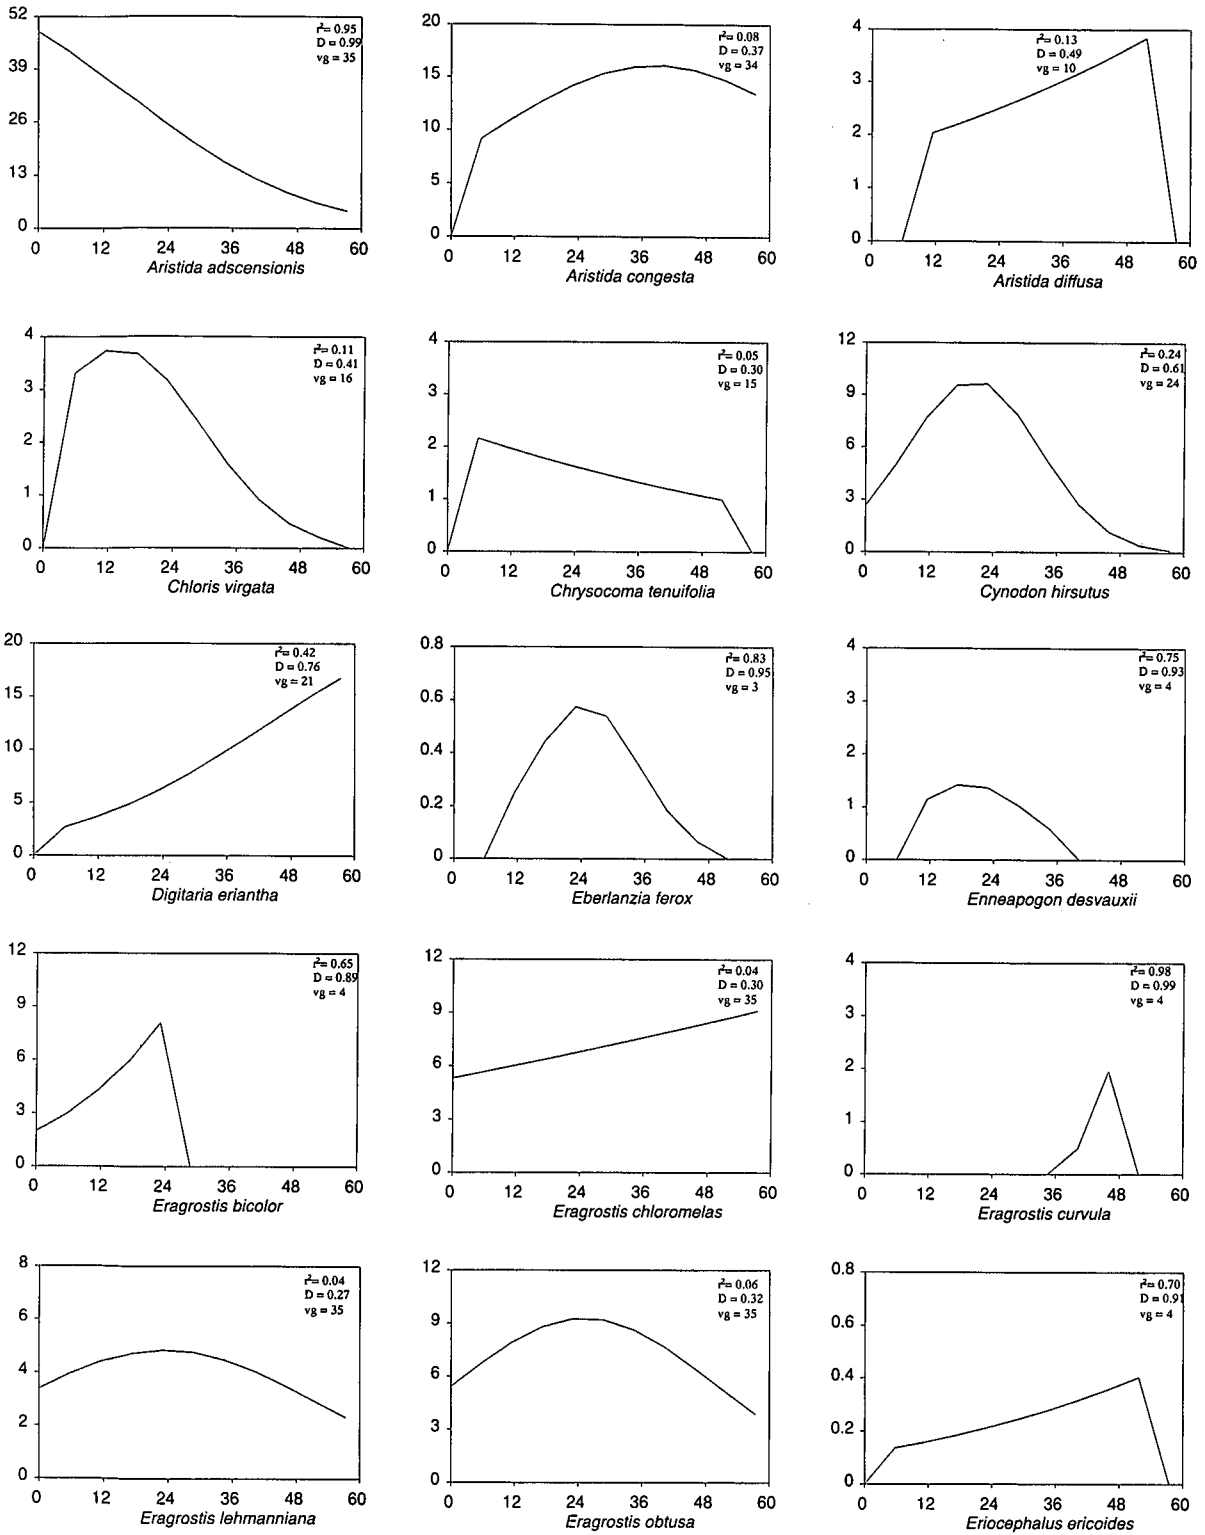 52
39
26
13
0
0 12 24 36 48 60
r²= 0.95
D = 0.99
vg = 35
Aristida adscensionis
20
15
10
5
0
0 12 24 36 48 60
r²= 0.08
D = 0.37
vg = 34
Aristida congesta
4
3
2
1
0
0 12 24 36 48 60
r²= 0.13
D = 0.49
vg = 10
Aristida diffusa
4
3
2
1
0
0 12 24 36 48 60
r²= 0.11
D = 0.41
vg = 16
Chloris virgata
4
3
2
1
0
0 12 24 36 48 60
r²= 0.05
D = 0.30
vg = 15
Chrysocoma tenuifolia
12
9
6
3
0
0 12 24 36 48 60
r²= 0.24
D = 0.61
vg = 24
Cynodon hirsutus
20
15
10
5
0
0 12 24 36 48 60
r²= 0.42
D = 0.76
vg = 21
Digitaria eriantha
0.8
0.6
0.4
0.2
0
0 12 24 36 48 60
r²= 0.83
D = 0.95
vg = 3
Eberlanzia ferox
4
3
2
1
0
0 12 24 36 48 60
r²= 0.75
D = 0.93
vg = 4
Enneapogon desvauxii
12
9
6
3
0
0 12 24 36 48 60
r²= 0.65
D = 0.89
vg = 4
Eragrostis bicolor
12
9
6
3
0
0 12 24 36 48 60
r²= 0.04
D = 0.30
vg = 35
Eragrostis chloromelas
4
3
2
1
0
0 12 24 36 48 60
r²= 0.98
D = 0.99
vg = 4
Eragrostis curvula
8
6
4
2
0
0 12 24 36 48 60
r²= 0.04
D = 0.27
vg = 35
Eragrostis lehmanniana
12
9
6
3
0
0 12 24 36 48 60
r²= 0.06
D = 0.32
vg = 35
Eragrostis obtusa
0.8
0.6
0.4
0.2
0
0 12 24 36 48 60
r²= 0.70
D = 0.91
vg = 4
Eriocephalus ericoides